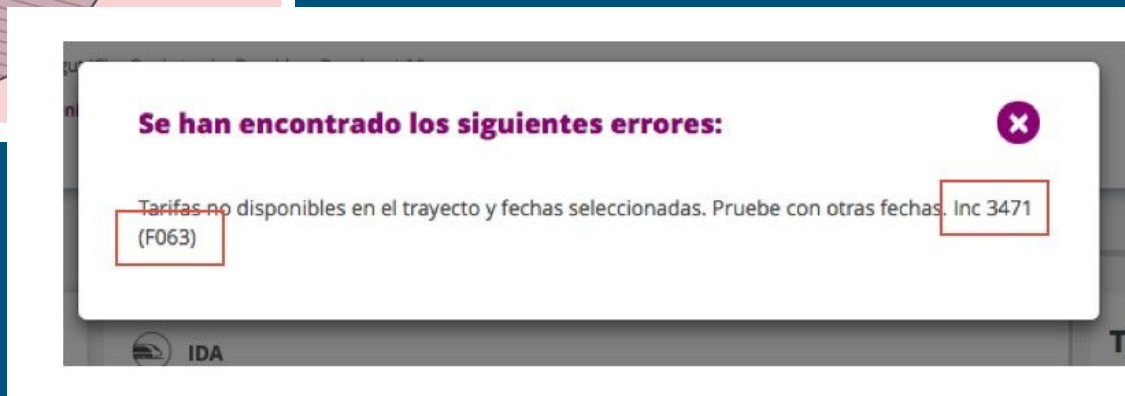 Se han encontrado los siguientes errores:
Tarifas no disponibles en el trayecto y fechas seleccionadas. Pruebe con otras fechas. Inc 3471
(F063)
IDA
T